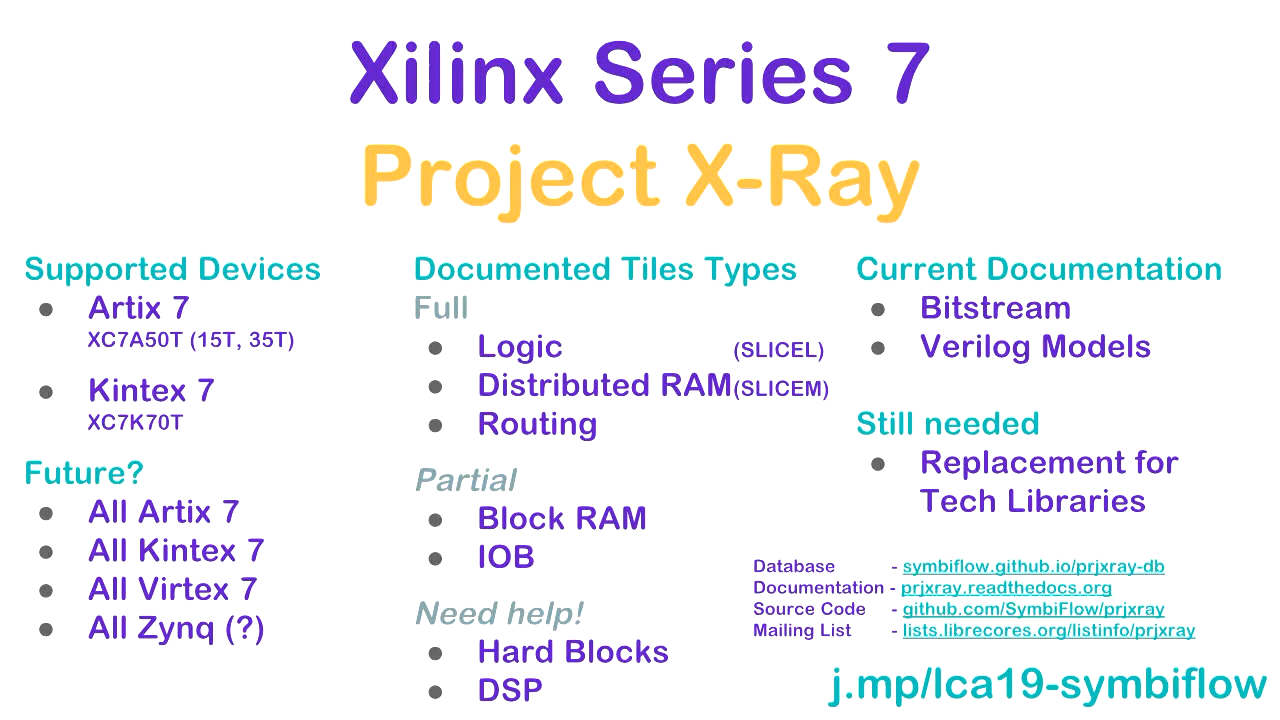 Xilinx Series 7
Project X-Ray
Supported Devices
● Artix 7
XC7A50T (15T, 35T)
● Kintex 7
XC7K70T
Future?
● All Artix 7
● All Kintex 7
● All Virtex 7
● All Zynq (?)
Documented Tiles Types
Full
● Logic (SLICEL)
● Distributed RAM(SLICEM)
● Routing
Partial
● Block RAM
● IOB
Need help!
● Hard Blocks
● DSP
Current Documentation
● Bitstream
● Verilog Models
Still needed
● Replacement for
Tech Libraries
Database - symbiflow.github.io/prjxray-db
Documentation - prjxray.readthedocs.org
Source Code - github.com/SymbiFlow/prjxray
Mailing List - lists.librecores.org/listinfo/prjxray
j.mp/lca19-symbiflow